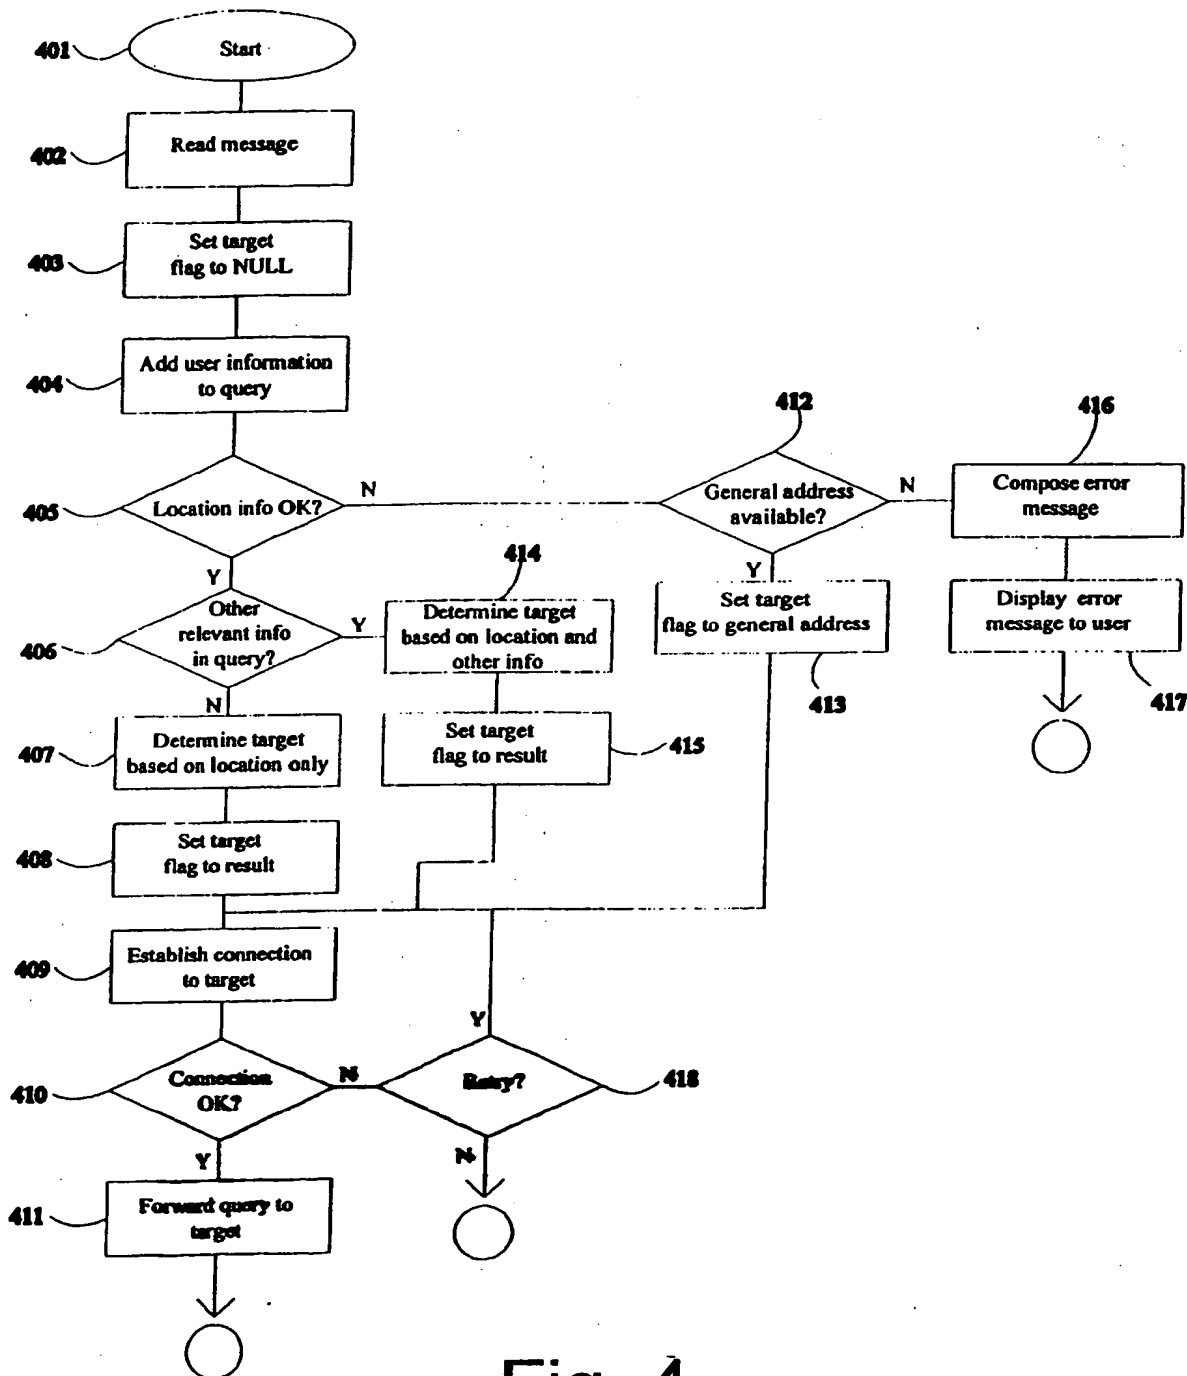 401
Start
402
Read message
403
Set target
flag to NULL
404
Add user information
to query
405
Location info OK?
N
Y
412
General address
available?
N
Y
416
Compose error
message
Display error
message to user
417
Set target
flag to general address
413
406
Other
relevant info
in query?
Y
N
414
Determine target
based on location and
other info
Set target
flag to result
415
407
Determine target
based on location only
408
Set target
flag to result
409
Establish connection
to target
410
Connection
OK?
N
Y
Retry?
418
Y
N
411
Forward query to
target
Fig. 4